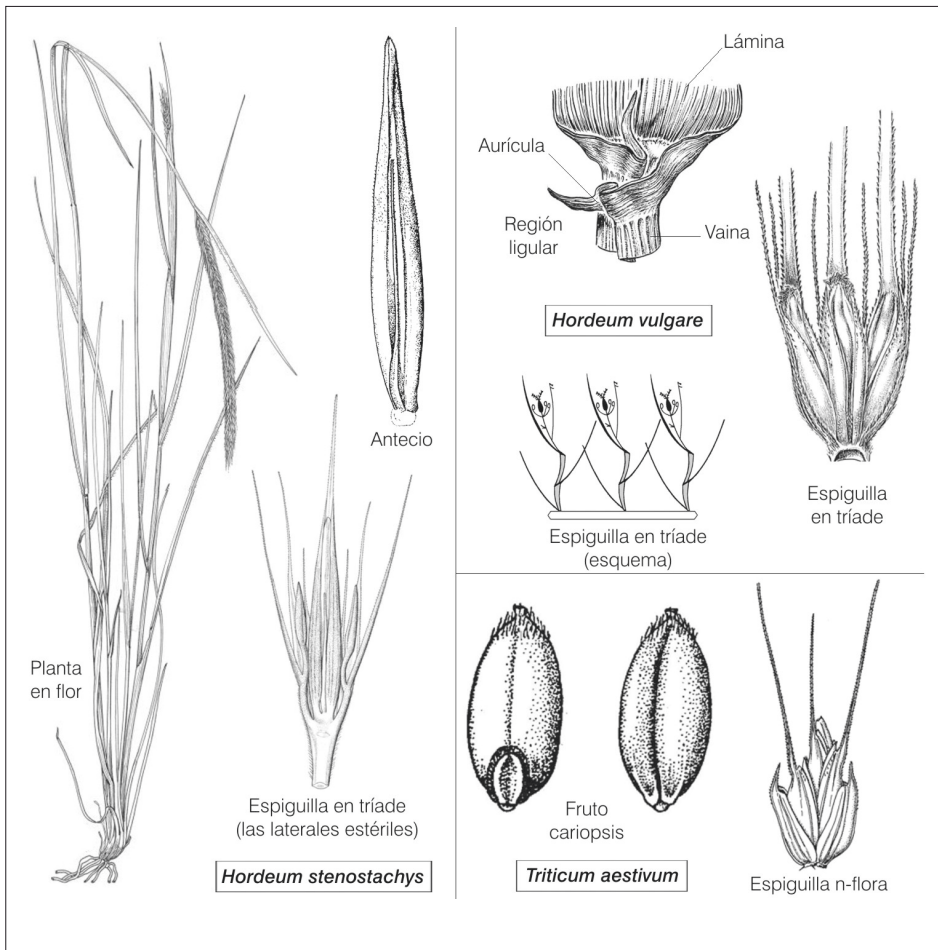 Antecio
Planta
en flor
Espiguilla en tríade
(las laterales estériles)
Hordeum stenostachys
Lámina
Aurícula
Región
ligular
Vaina
Hordeum vulgare
Espiguilla en tríade
(esquema)
Espiguilla
en tríade
Fruto
cariopsis
Triticum aestivum
Espiguilla n-flora